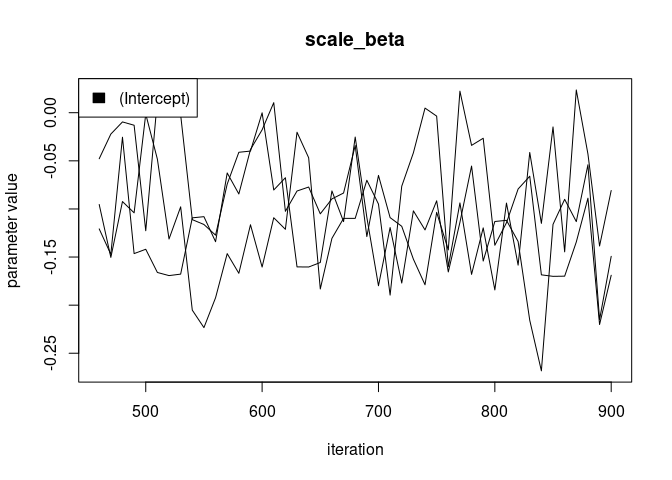 scale_beta
(Intercept)
0.00
-0.05
-0.15
-0.25
parameter value
500 600 700 800 900
iteration